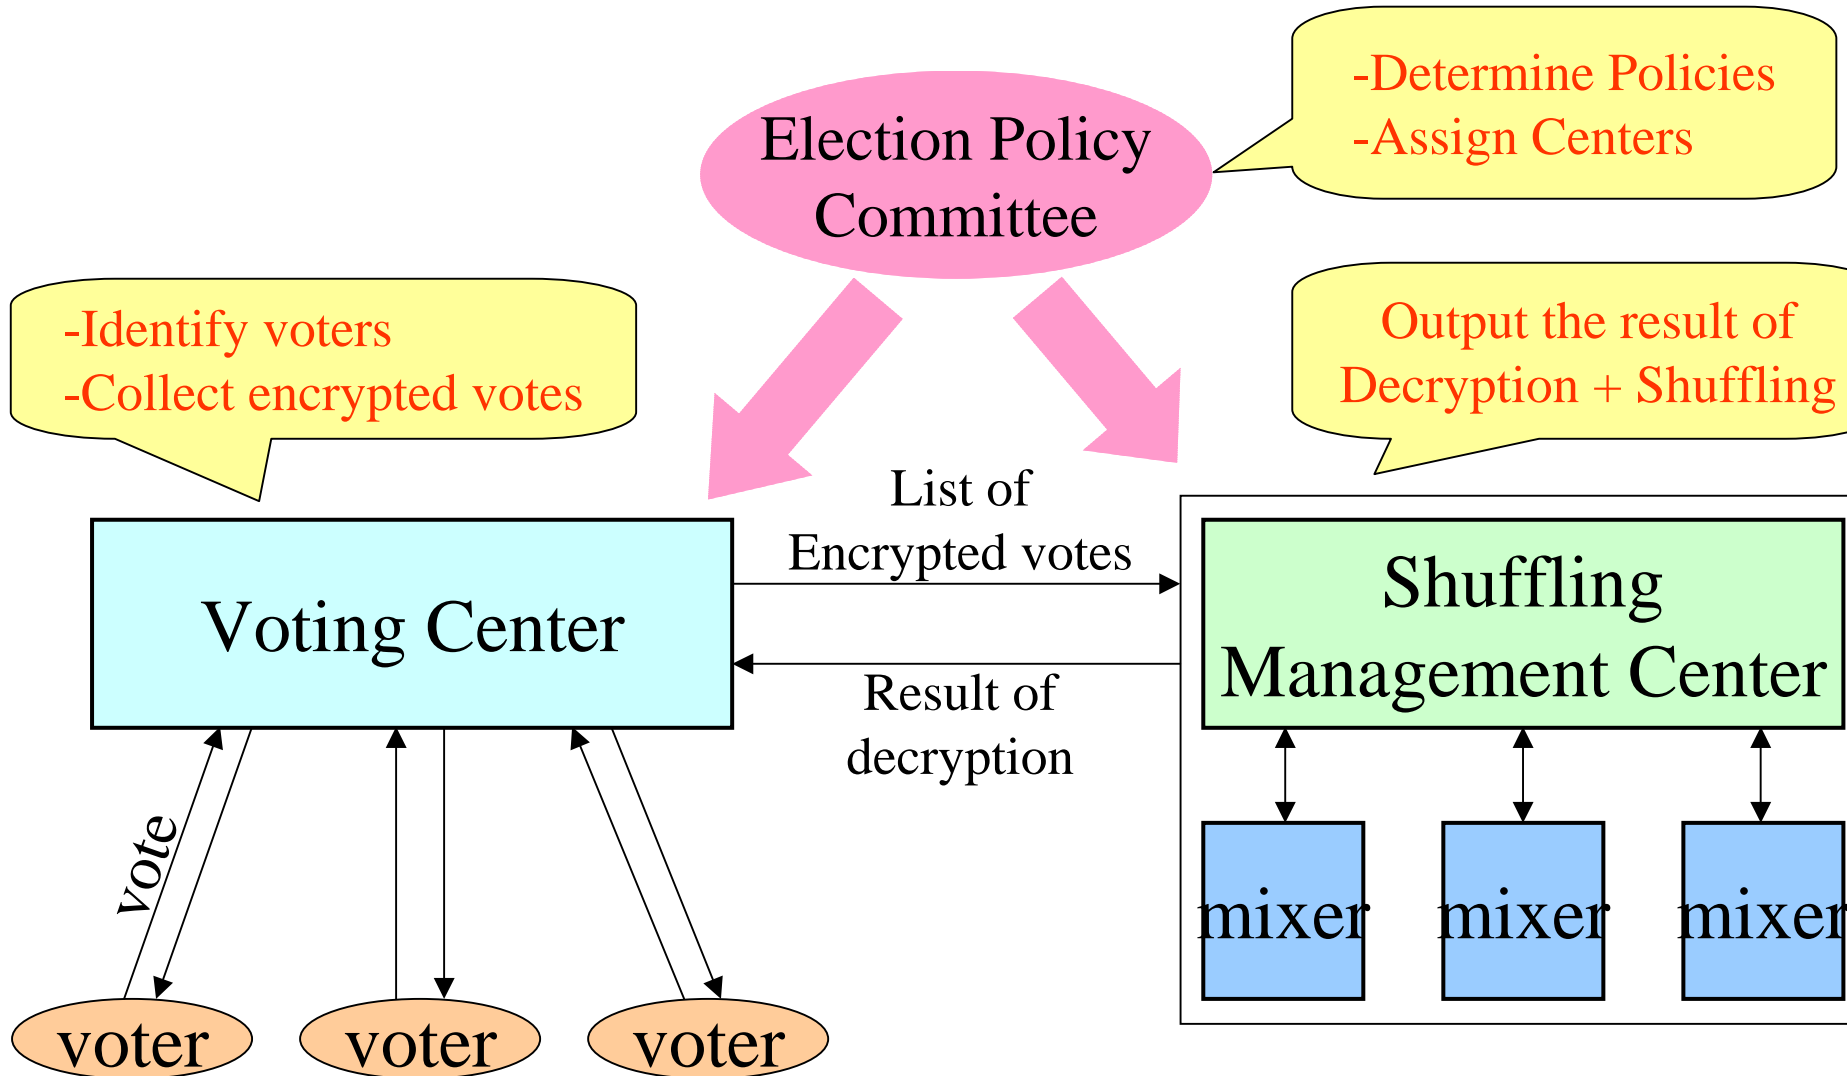 -Determine Policies
-Assign Centers
Election Policy
Committee
-Identify voters
-Collect encrypted votes
Output the result of
Decryption + Shuffling
List of
Encrypted votes
Voting Center
Shuffling
Management Center
Result of
decryption
vote
mixer
mixer
mixer
voter
voter
voter